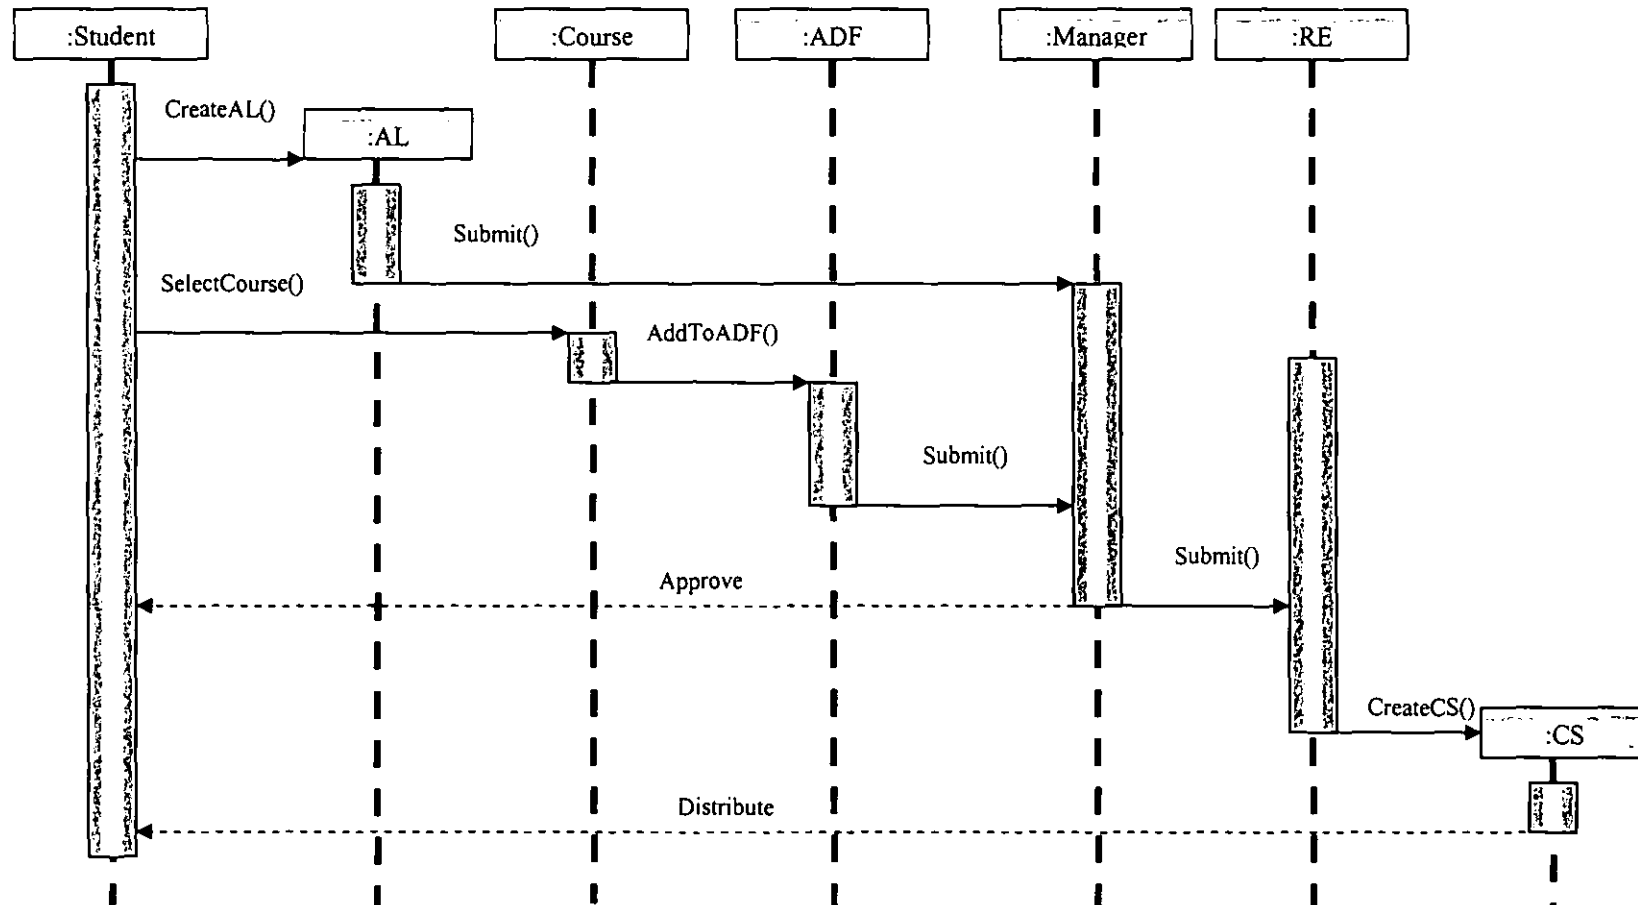 :Student
:Course
:ADF
:Manager
:RE
CreateAL()
:AL
Submit()
SelectCourse()
AddToADF()
Submit()
Submit()
Approve
CreateCS()
:CS
Distribute